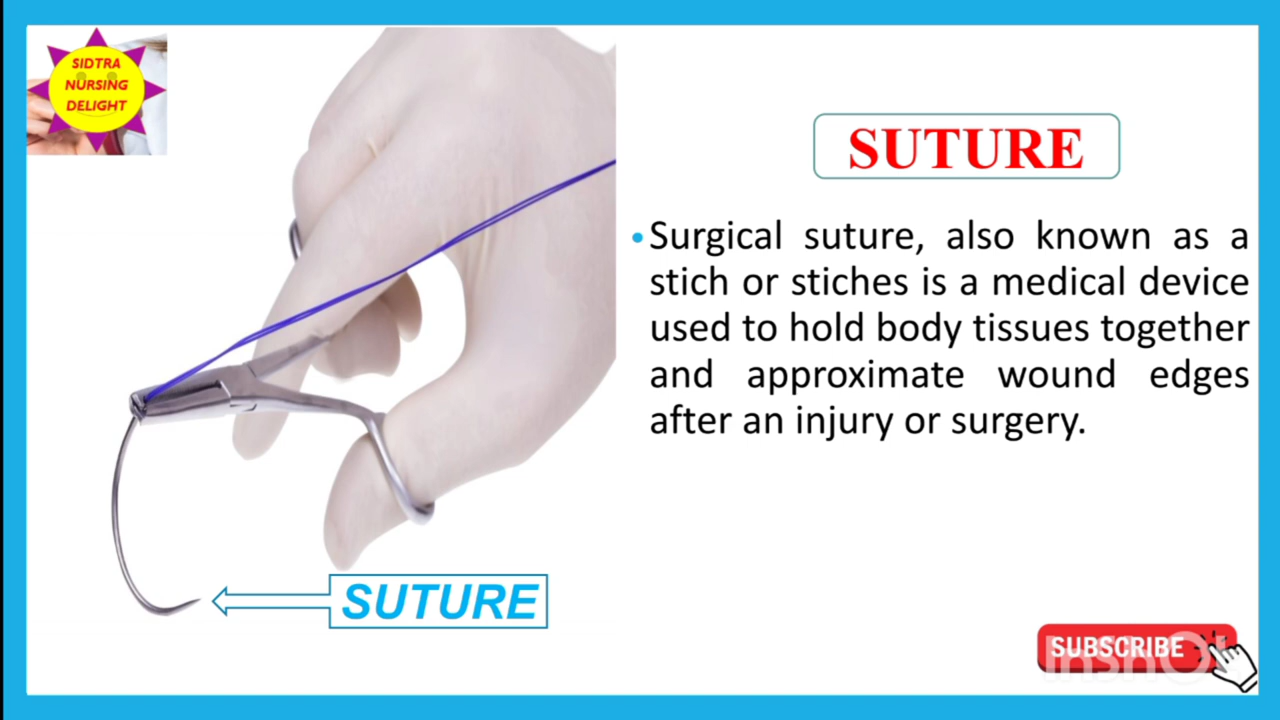 SIDTRA
NURSING
DELIGHT
SUTURE
• Surgical suture, also known as a
stich or stiches is a medical device
used to hold body tissues together
and approximate wound edges
after an injury or surgery.
SUTURE
SUBSCRIBE
InShOt